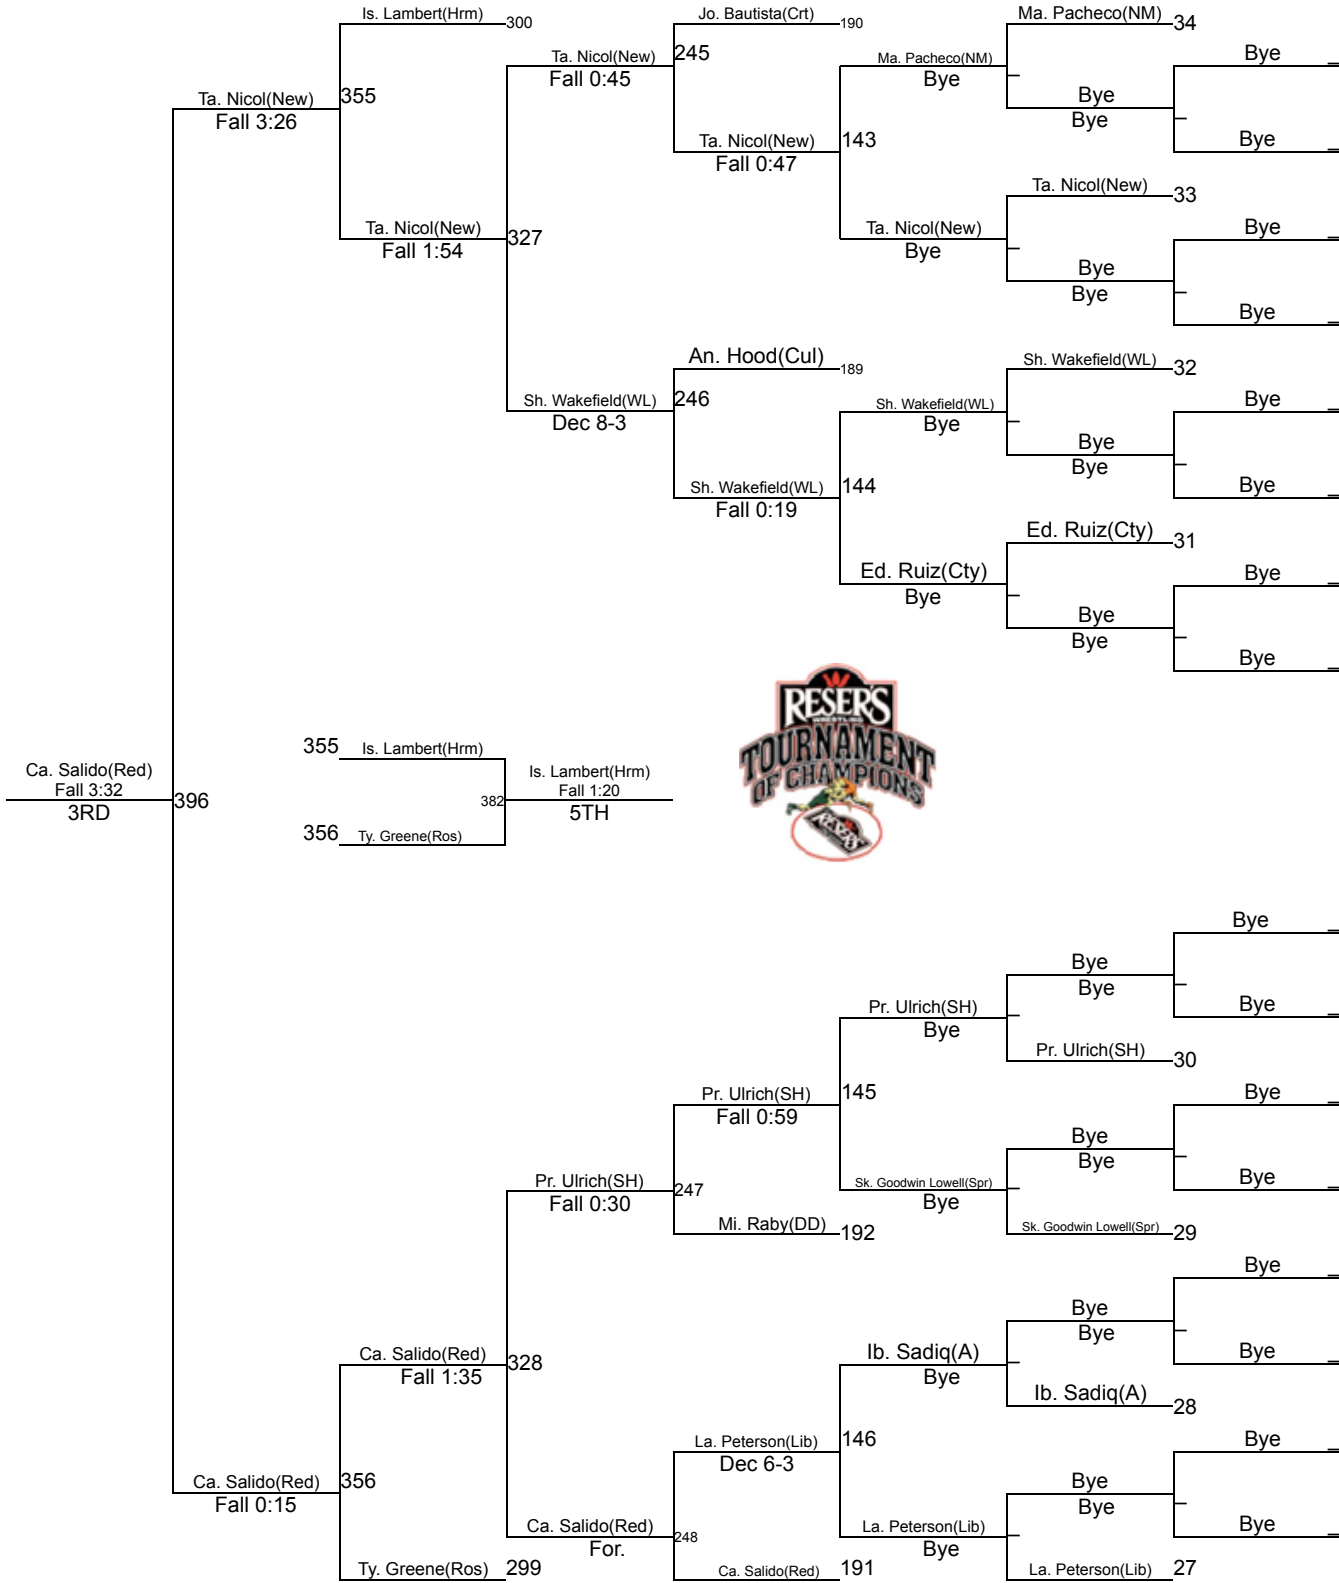 Is. Lambert(Hrm) 300
Jo. Bautista(Crt) 190
Ma. Pacheco(NM) 34
Ta. Nicol(New) 245
Fall 0:45
Ma. Pacheco(NM)
Bye
Bye
Ta. Nicol(New) 355
Fall 3:26
Bye
Bye
Ta. Nicol(New) 143
Fall 0:47
Bye
Ta. Nicol(New) 33
Ta. Nicol(New) 327
Fall 1:54
Ta. Nicol(New)
Bye
Bye
Bye
Bye
Bye
An. Hood(Cul) 189
Sh. Wakefield(WL) 32
Sh. Wakefield(WL) 246
Dec 8-3
Sh. Wakefield(WL)
Bye
Bye
Bye
Bye
Sh. Wakefield(WL) 144
Fall 0:19
Bye
Ed. Ruiz(Cty) 31
Ed. Ruiz(Cty)
Bye
Bye
Bye
Bye
Bye
RESER'S
WRESTLING
TOURNAMENT
OF CHAMPIONS
RESER'S
355 Is. Lambert(Hrm)
Ca. Salido(Red)
Fall 3:32
3RD
396
382
Is. Lambert(Hrm)
Fall 1:20
5TH
356 Ty. Greene(Ros)
Bye
Bye
Bye
Pr. Ulrich(SH)
Bye
Bye
Pr. Ulrich(SH) 30
Pr. Ulrich(SH) 145
Fall 0:59
Bye
Bye
Bye
Pr. Ulrich(SH) 247
Fall 0:30
Sk. Goodwin Lowell(Spr)
Bye
Bye
Mi. Raby(DD) 192
Sk. Goodwin Lowell(Spr) 29
Bye
Bye
Bye
Ca. Salido(Red) 328
Fall 1:35
Ib. Sadiq(A)
Bye
Bye
Ib. Sadiq(A) 28
La. Peterson(Lib) 146
Dec 6-3
Bye
Ca. Salido(Red) 356
Fall 0:15
Bye
Bye
Ca. Salido(Red) 248
For.
La. Peterson(Lib)
Bye
Bye
Ty. Greene(Ros) 299
Ca. Salido(Red) 191
La. Peterson(Lib) 27